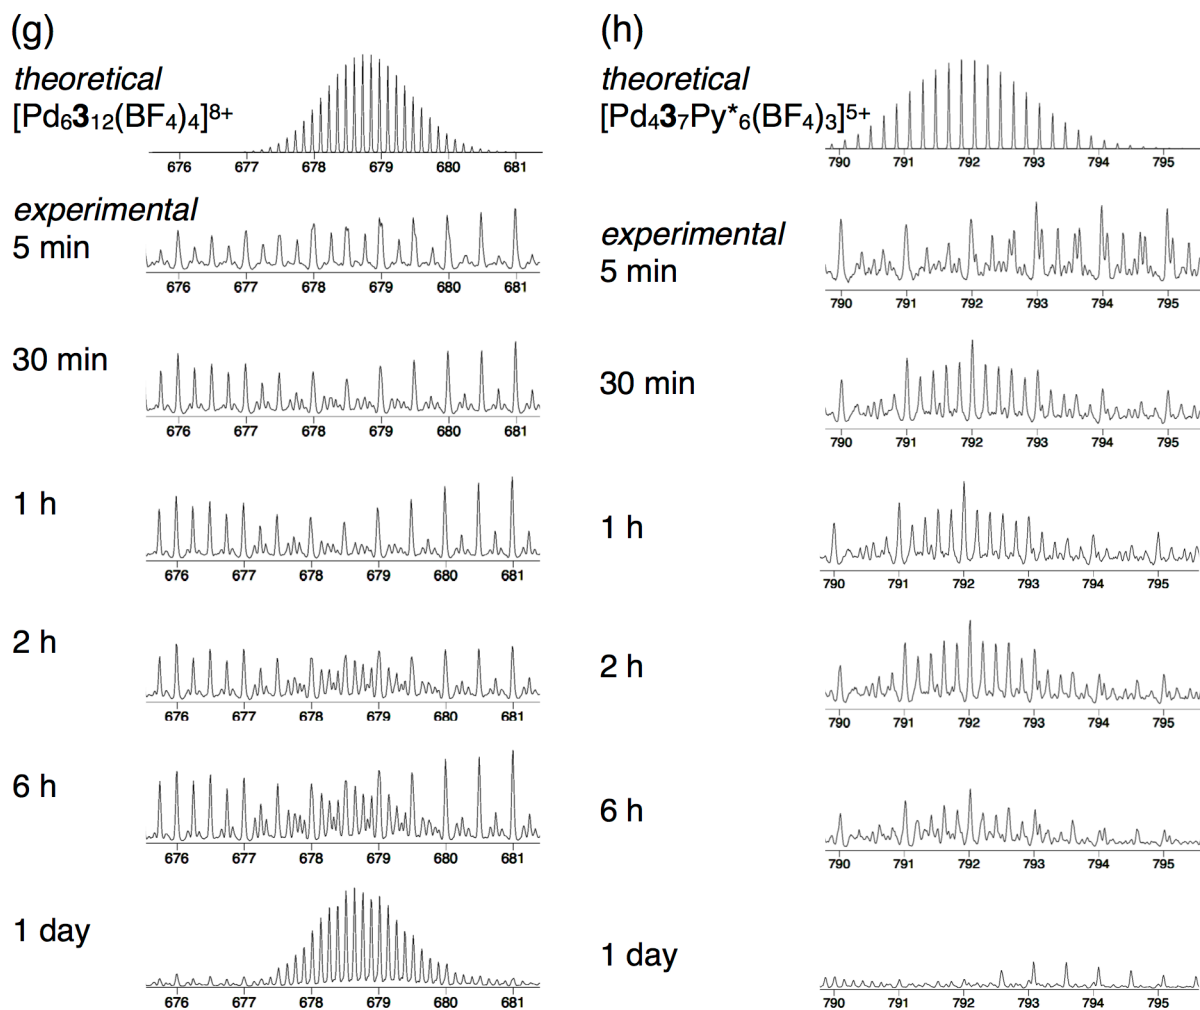 (g)
theoretical
[Pd₆3₁₂(BF₄)₄]⁸⁺
676 677 678 679 680 681
experimental
5 min
676 677 678 679 680 681
30 min
676 677 678 679 680 681
1 h
676 677 678 679 680 681
2 h
676 677 678 679 680 681
6 h
676 677 678 679 680 681
1 day
676 677 678 679 680 681
(h)
theoretical
[Pd₄3₇Py*₆(BF₄)₃]⁵⁺
790 791 792 793 794 795
experimental
5 min
790 791 792 793 794 795
30 min
790 791 792 793 794 795
1 h
790 791 792 793 794 795
2 h
790 791 792 793 794 795
6 h
790 791 792 793 794 795
1 day
790 791 792 793 794 795